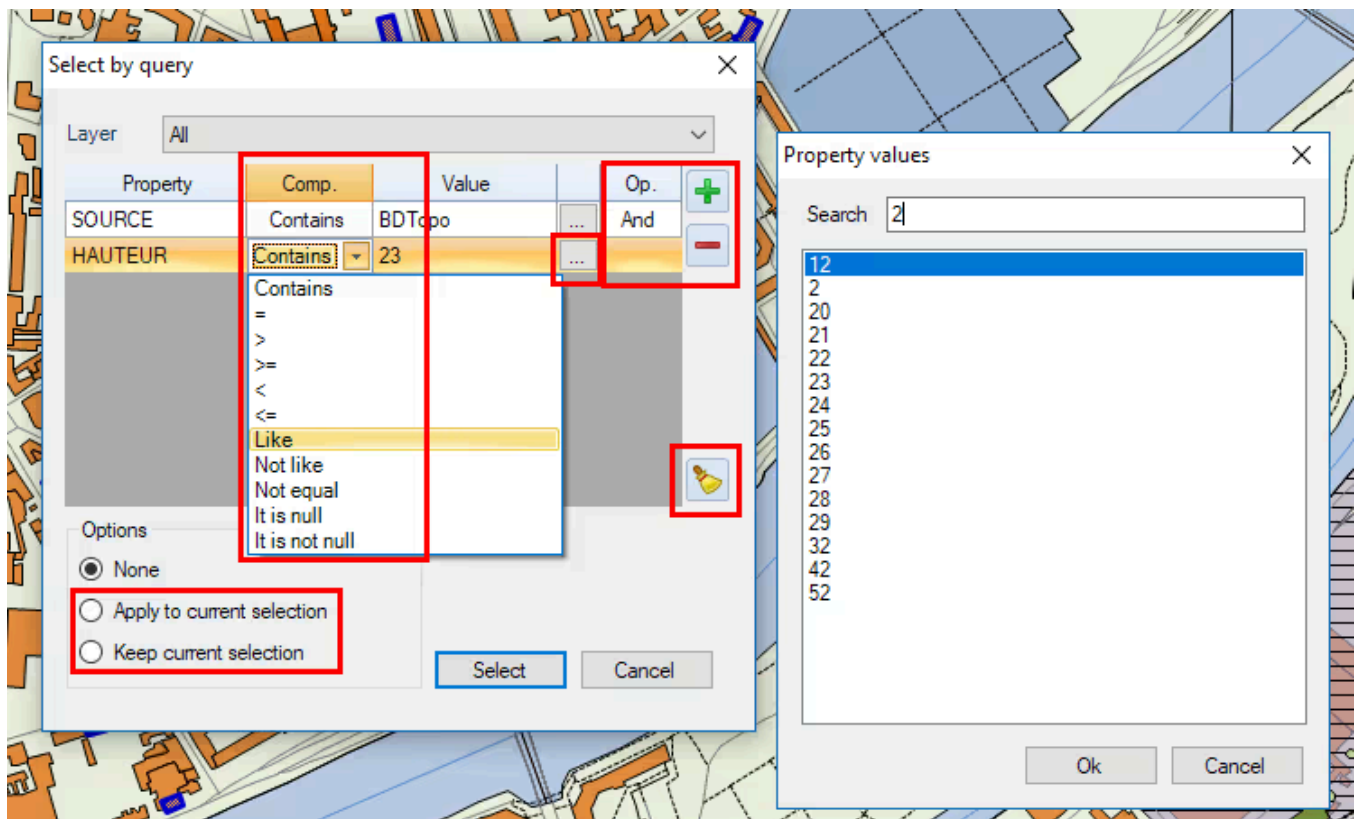 Select by query
Layer All
Property Comp. Value Op.
SOURCE Contains BDTopo ... And
HAUTEUR Contains 23 ...
Contains
=
>
>=
<
<=
Like
Not like
Not equal
It is null
It is not null
Options
None
Apply to current selection
Keep current selection
Select Cancel
Property values
Search 2
12
2
20
21
22
23
24
25
26
27
28
29
32
42
52
Ok Cancel